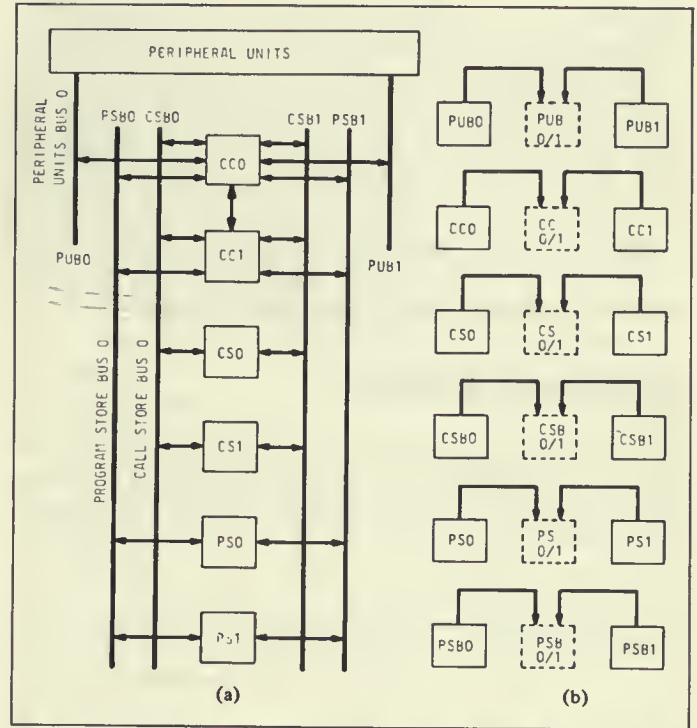 PERIPHERAL UNITS
PERIPHERAL
UNITS BUS 0
PSB0
CSB0
CSB1
PSB1
CC0
CC1
PUB0
PUB1
CS0
CS1
PROGRAM STORE BUS 0
CALL STORE BUS 0
PS0
PS1
(a)
PUB0
PUB
0/1
PUB1
CC0
CC
0/1
CC1
CS0
CS
0/1
CS1
CSB0
CSB
0/1
CSB1
PS0
PS
0/1
PS1
PSB0
PSB
0/1
PSB1
(b)